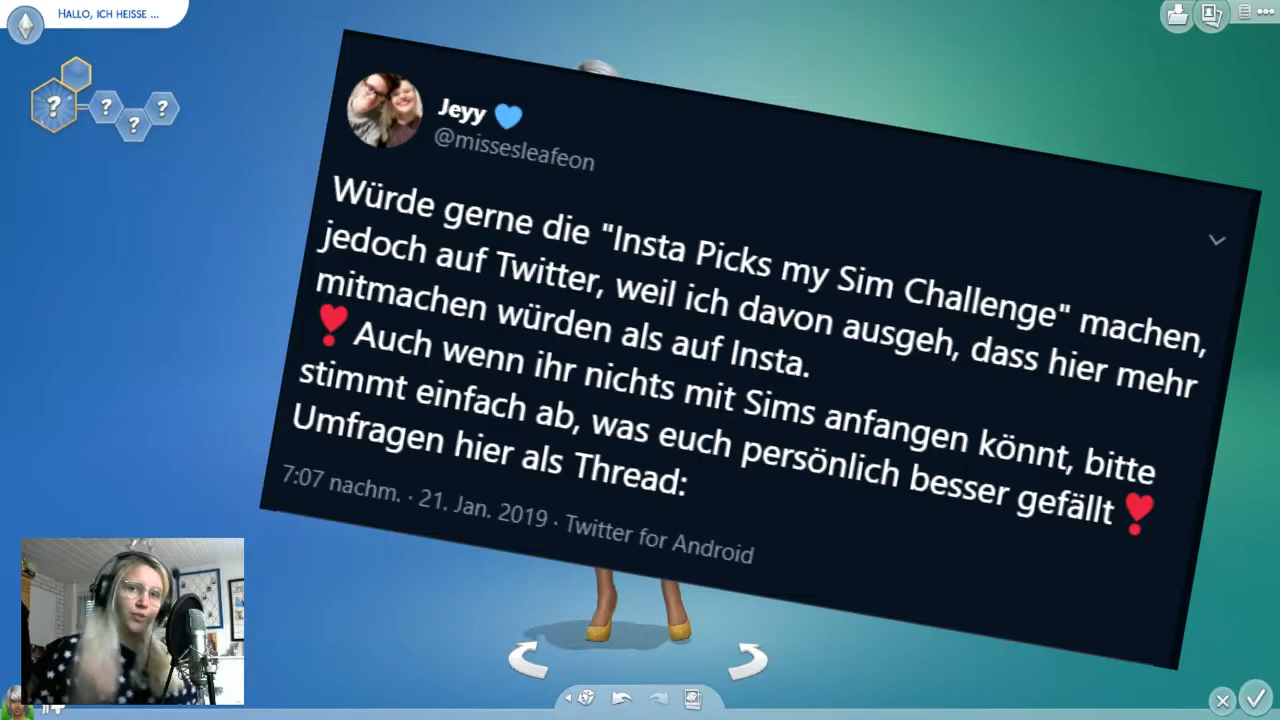 HALLO, ICH HEISSE ...
Jeyy 💙
@missesleafeon
Würde gerne die "Insta Picks my Sim Challenge" machen,
jedoch auf Twitter, weil ich davon ausgeh, dass hier mehr
mitmachen würden als auf Insta.
❣Auch wenn ihr nichts mit Sims anfangen könnt, bitte
stimmt einfach ab, was euch persönlich besser gefällt❣
Umfragen hier als Thread:
7:07 nachm. · 21. Jan. 2019 · Twitter for Android